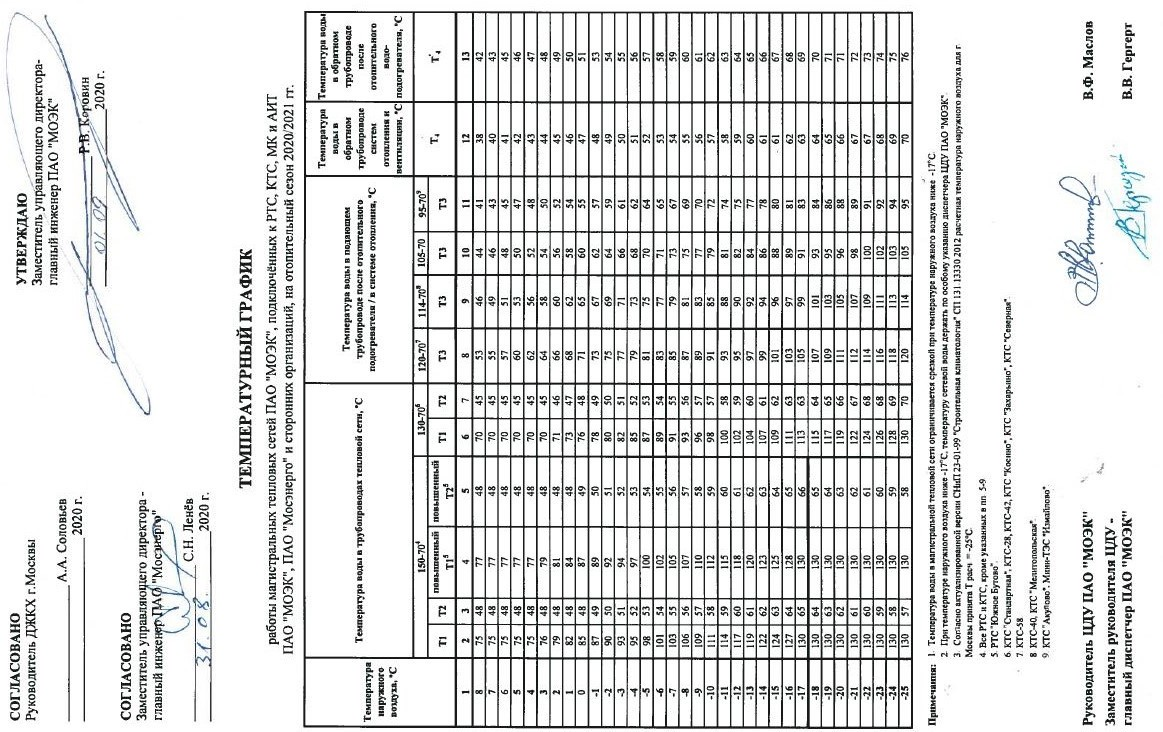 СОГЛАСОВАНО
Руководитель ДЖКХ г.Москвы
А.А. Соловьев
2020 г.
СОГЛАСОВАНО
Заместитель управляющего директора -
главный инженер ПАО "Мосэнерго"
С.Н. Ленёв
31.08. 2020 г.
УТВЕРЖДАЮ
Заместитель управляющего директора-
главный инженер ПАО "МОЭК"
Р.В. Коровин
01.09 2020 г.
ТЕМПЕРАТУРНЫЙ ГРАФИК
работы магистральных тепловых сетей ПАО "МОЭК", подключённых к РТС, КТС, МК и АИТ
ПАО "МОЭК", ПАО "Мосэнерго" и сторонних организаций, на отопительный сезон 2020/2021 гг.
Температура наружного воздуха, °С
Температура воды в трубопроводах тепловой сети, °С
Температура воды в подающем трубопроводе после отопительного подогревателя / в системе отопления, °С
Температура воды в обратном трубопроводе систем отопления и вентиляции, °С
Температура воды в обратном трубопроводе после отопительного водо-подогревателя, °С
150-70⁴ 130-70⁶ 120-70⁷ 114-70⁸ 105-70 95-70⁹
T1 T2 повышенный T1⁵ повышенный T2⁵ T1 T2 T3 T3 T3 T3 T₄ T'₄
1 2 3 4 5 6 7 8 9 10 11 12 13
8 75 48 77 48 70 45 53 46 44 41 38 42
7 75 48 77 48 70 45 55 49 46 43 40 43
6 75 48 77 48 70 45 57 51 48 45 41 45
5 75 48 77 48 70 45 60 53 50 47 42 46
4 75 48 77 48 70 45 62 56 52 48 43 47
3 76 48 79 48 70 45 64 58 54 50 44 48
2 79 48 81 48 71 46 66 60 56 52 45 49
1 82 48 84 48 73 47 68 62 58 54 46 50
0 85 48 87 49 76 48 71 65 60 55 47 51
-1 87 49 89 50 78 49 73 67 62 57 48 53
-2 90 50 92 51 80 50 75 69 64 59 49 54
-3 93 51 94 52 82 51 77 71 66 61 50 55
-4 95 52 97 53 85 52 79 73 68 62 51 56
-5 98 53 100 54 87 53 81 75 70 64 52 57
-6 101 54 102 55 89 54 83 77 71 65 53 58
-7 103 55 105 56 91 55 85 79 73 67 54 59
-8 106 56 107 57 93 56 87 81 75 69 55 60
-9 109 57 110 58 96 57 89 83 77 70 56 61
-10 111 58 112 59 98 57 91 85 79 72 57 62
-11 114 59 115 60 100 58 93 88 81 74 58 63
-12 117 60 118 61 102 59 95 90 82 75 59 64
-13 119 61 120 62 104 60 97 92 84 77 60 65
-14 122 62 123 63 107 61 99 94 86 78 61 66
-15 124 63 125 64 109 62 101 96 88 80 61 67
-16 127 64 128 65 111 63 103 97 89 81 62 68
-17 130 65 130 66 113 63 105 99 91 83 63 69
-18 130 64 130 65 115 64 107 101 93 84 64 70
-19 130 63 130 64 117 65 109 103 95 86 65 71
-20 130 62 130 63 119 66 111 105 96 88 66 71
-21 130 61 130 62 122 67 112 107 98 89 67 72
-22 130 60 130 61 124 68 114 109 100 91 67 73
-23 130 59 130 60 126 68 116 111 102 92 68 74
-24 130 58 130 59 128 69 118 113 103 94 69 75
-25 130 57 130 58 130 70 120 114 105 95 70 76
Примечания: 1. Температура воды в магистральной тепловой сети ограничивается срезкой при температуре наружного воздуха ниже -17°С.
2. При температуре наружного воздуха ниже -17°С, температуру сетевой воды держать по особому указанию диспетчера ЦДУ ПАО "МОЭК".
3. Согласно актуализированной версии СНиП 23-01-99 "Строительная климатология" СП 131.13330.2012 расчетная температура наружного воздуха для г.
Москвы принята Т расч. = -25°С.
4. Все РТС и КТС, кроме указанных в пп. 5-9
5. РТС "Южное Бутово".
6. КТС "Стандартная", КТС-28, КТС-42, КТС "Косино", КТС "Захарьино", КТС "Северная"
7. КТС-58
8. КТС-40, КТС "Мелитопольская"
9. КТС "Акулово", Мини-ТЭС "Измайлово".
Руководитель ЦДУ ПАО "МОЭК" В.Ф. Маслов
Заместитель руководителя ЦДУ -
главный диспетчер ПАО "МОЭК" В.В. Гергерт